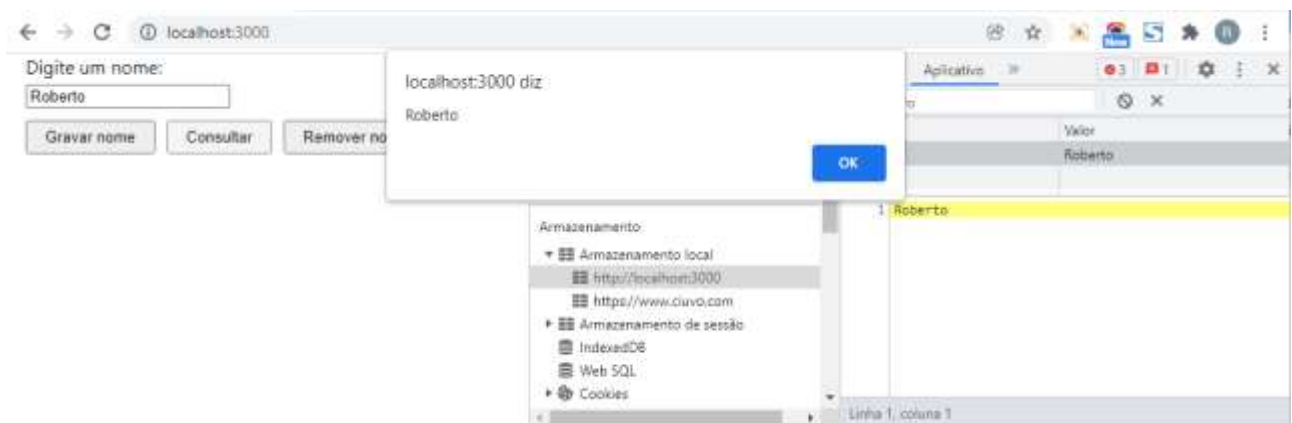 localhost:3000
Digite um nome:
Roberto
Gravar nome
Consultar
Remover no
localhost:3000 diz
Roberto
OK
Aplicativo
3
1
Valor
Roberto
1 Roberto
Armazenamento
Armazenamento local
http://localhost:3000
https://www.ciuvo.com
Armazenamento de sessão
IndexedDB
Web SQL
Cookies
Linha 1, coluna 1